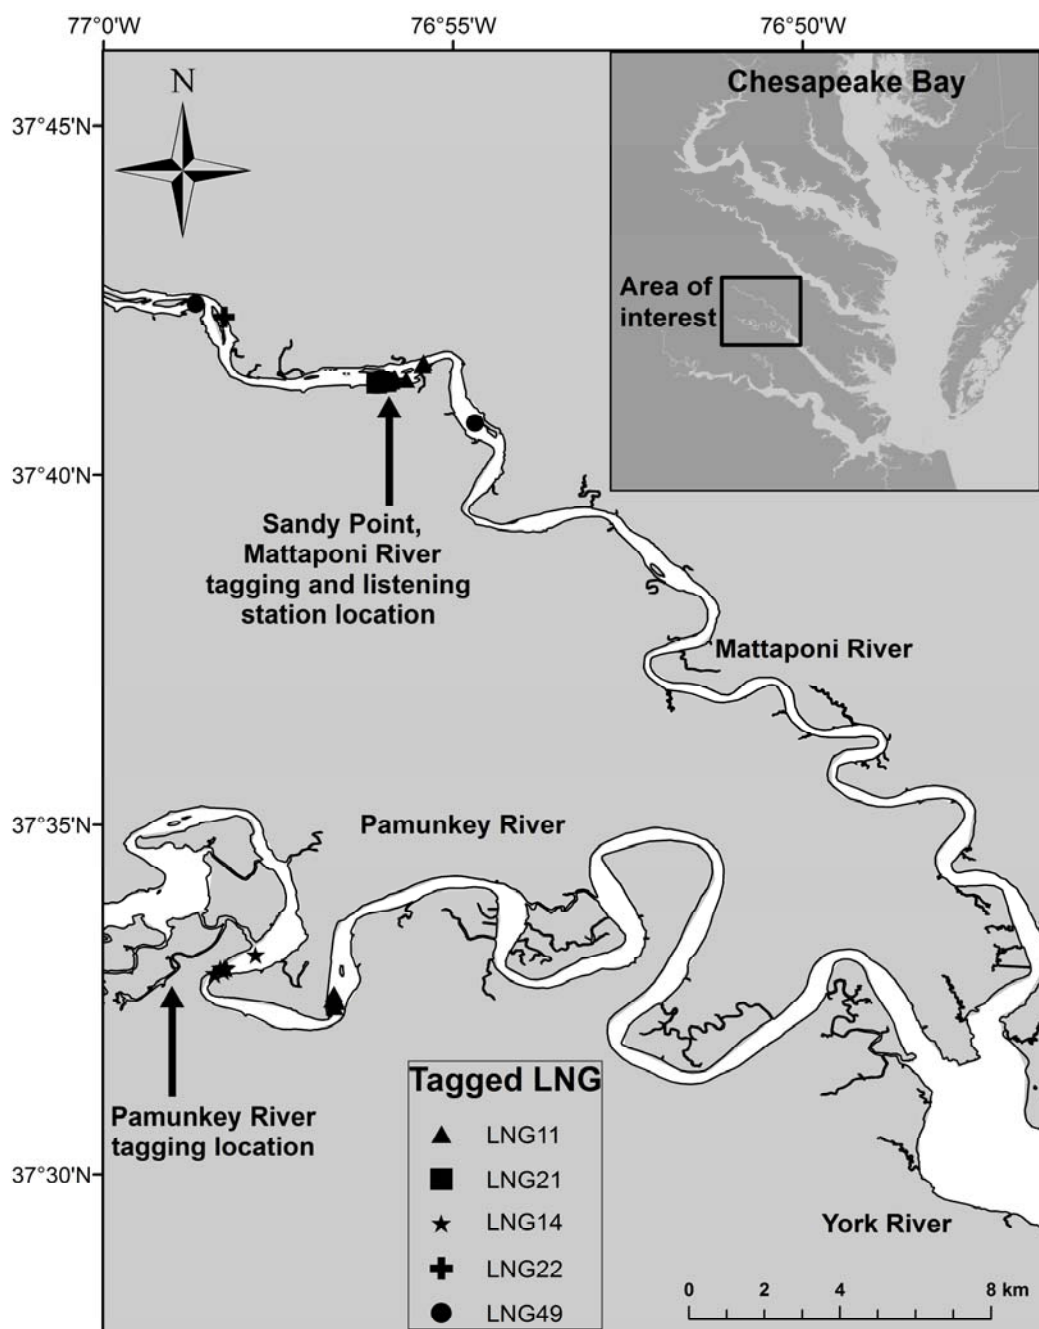 77°0'W
76°55'W
76°50'W
N
Chesapeake Bay
37°45'N
Area of
interest
37°40'N
Sandy Point,
Mattaponi River
tagging and listening
station location
Mattaponi River
37°35'N
Pamunkey River
Tagged LNG
Pamunkey River
tagging location
LNG11
37°30'N
LNG21
LNG14
York River
LNG22
0 2 4 8 km
LNG49